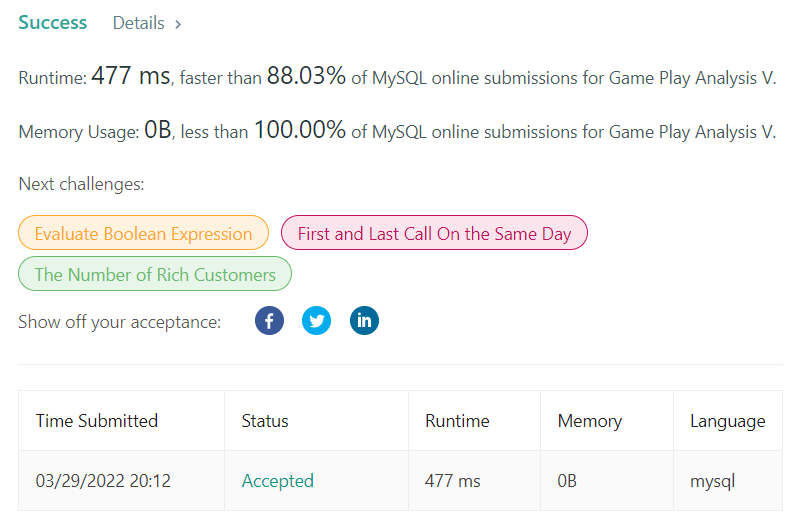 Success Details >
Runtime: 477 ms, faster than 88.03% of MySQL online submissions for Game Play Analysis V.
Memory Usage: 0B, less than 100.00% of MySQL online submissions for Game Play Analysis V.
Next challenges:
Evaluate Boolean Expression First and Last Call On the Same Day
The Number of Rich Customers
Show off your acceptance: f in
Time Submitted Status Runtime Memory Language
03/29/2022 20:12 Accepted 477 ms 0B mysql